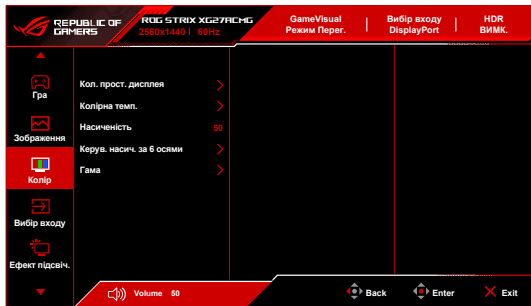 REPUBLIC OF
GAMERS
ROG STRIX XG27ACMG
2560x1440 | 60Hz
GameVisual
Режим Перег.
Вибір входу
DisplayPort
HDR
ВИМК.
Гра
Зображення
Колір
Вибір входу
Ефект підсвіч.
Кол. прост. дисплея
Колірна темп.
Насиченість 50
Керув. насич. за 6 осями
Гама
Volume 50
Back
Enter
Exit